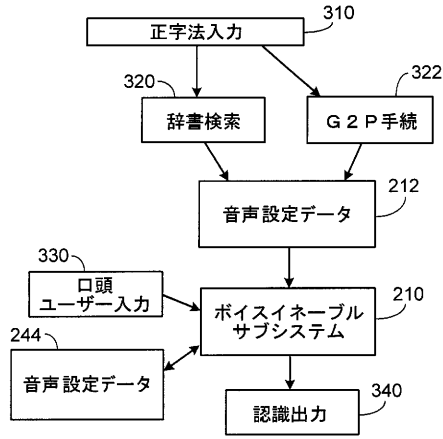 310
正字法入力
320
322
辞書検索
G2P手続
212
音声設定データ
330
口頭
ユーザー入力
210
ボイスイネーブル
サブシステム
244
音声設定データ
340
認識出力